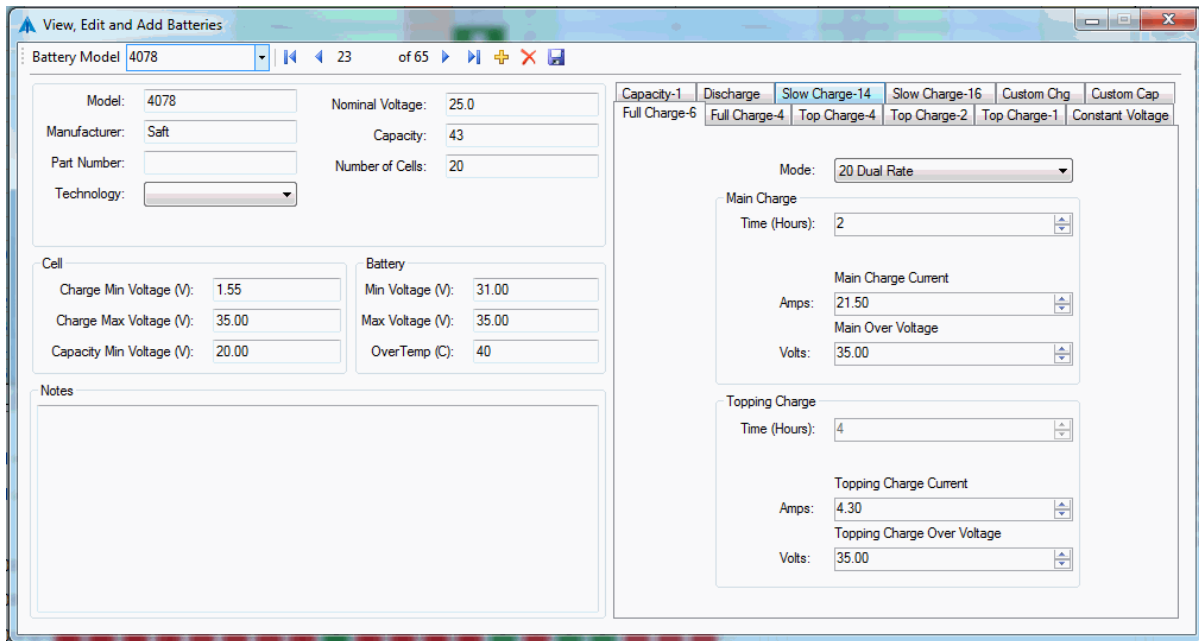 View, Edit and Add Batteries
Battery Model 4078 23 of 65
Model: 4078
Manufacturer: Saft
Part Number:
Technology:
Nominal Voltage: 25.0
Capacity: 43
Number of Cells: 20
Cell
Charge Min Voltage (V): 1.55
Charge Max Voltage (V): 35.00
Capacity Min Voltage (V): 20.00
Battery
Min Voltage (V): 31.00
Max Voltage (V): 35.00
OverTemp (C): 40
Notes
Capacity-1 Discharge Slow Charge-14 Slow Charge-16 Custom Chg Custom Cap
Full Charge-6 Full Charge-4 Top Charge-4 Top Charge-2 Top Charge-1 Constant Voltage
Mode: 20 Dual Rate
Main Charge
Time (Hours): 2
Main Charge Current
Amps: 21.50
Main Over Voltage
Volts: 35.00
Topping Charge
Time (Hours): 4
Topping Charge Current
Amps: 4.30
Topping Charge Over Voltage
Volts: 35.00